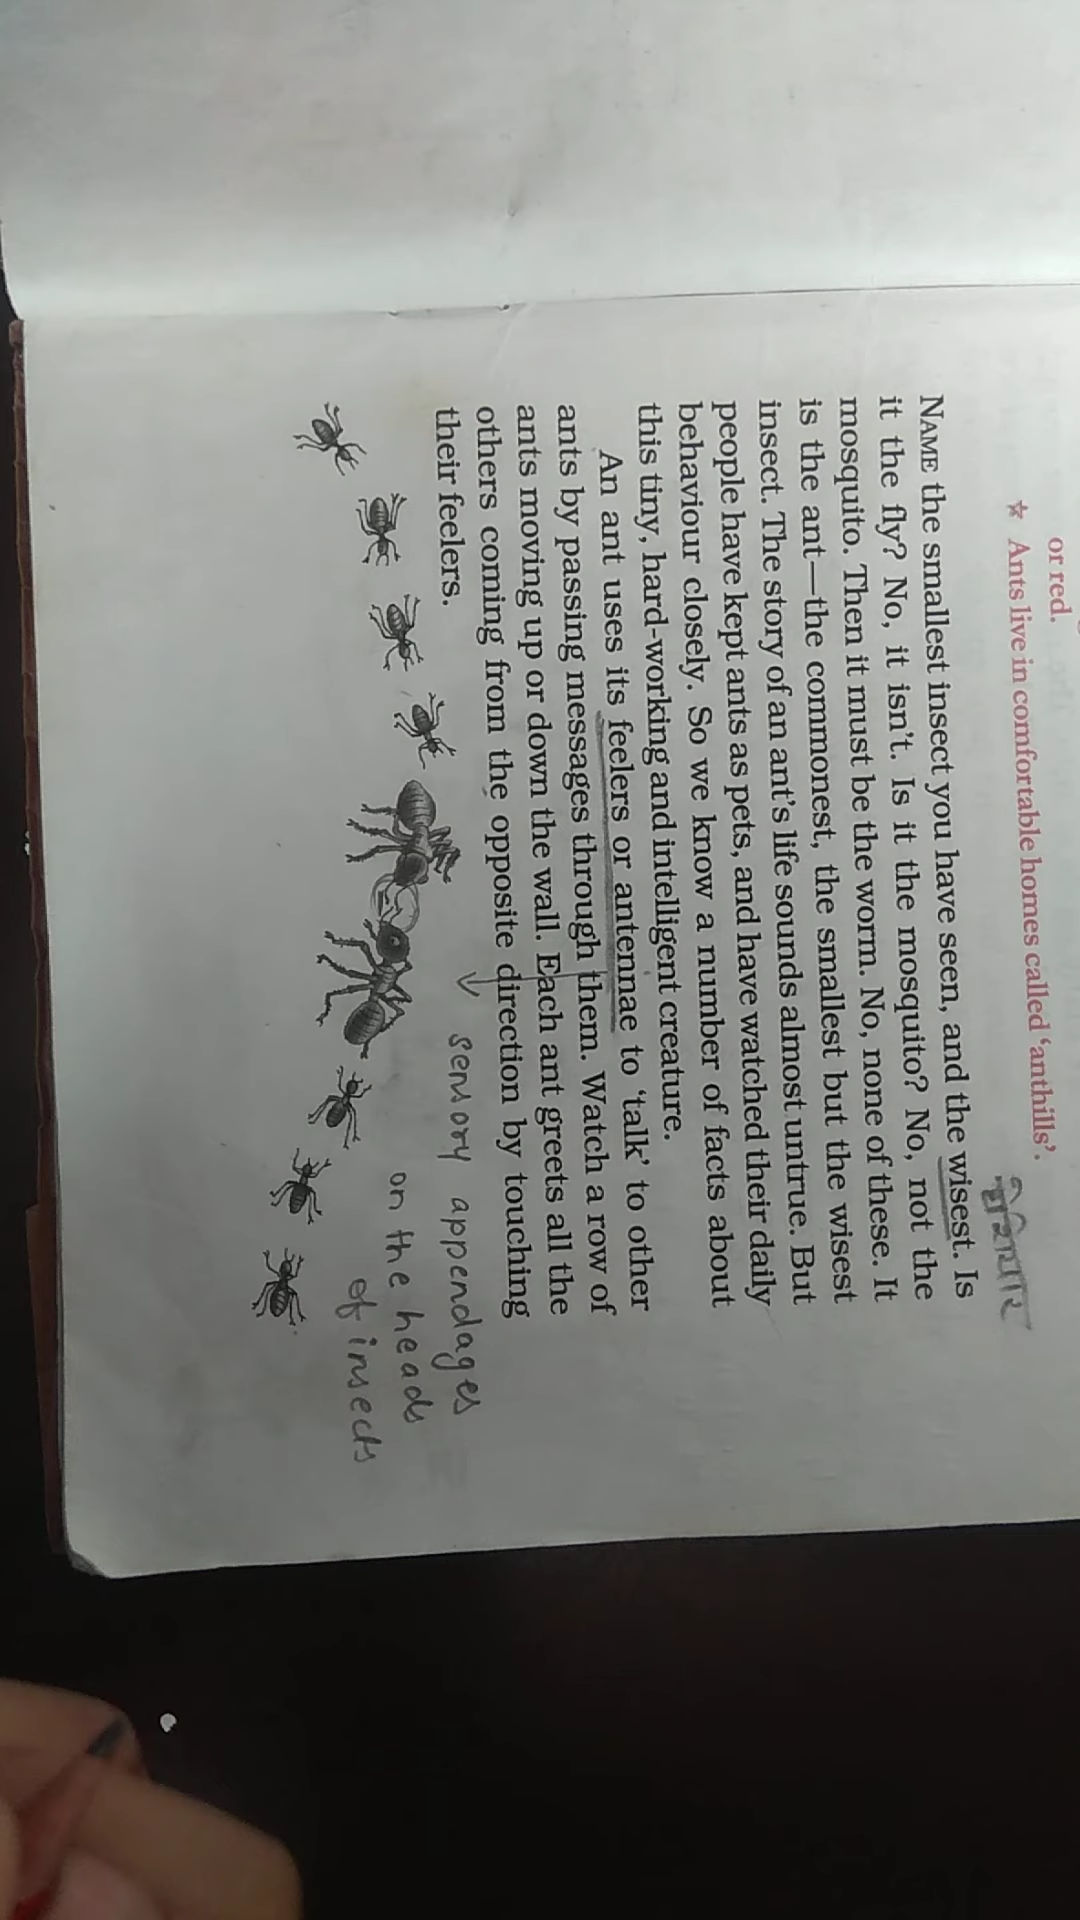 or red.
★ Ants live in comfortable homes called ‘anthills’.
NAME the smallest insect you have seen, and the wisest. Is
it the fly? No, it isn’t. Is it the mosquito? No, not the
mosquito. Then it must be the worm. No, none of these. It
is the ant—the commonest, the smallest but the wisest
insect. The story of an ant’s life sounds almost untrue. But
people have kept ants as pets, and have watched their daily
behaviour closely. So we know a number of facts about
this tiny, hard-working and intelligent creature.
An ant uses its feelers or antennae to ‘talk’ to other
ants by passing messages through them. Watch a row of
ants moving up or down the wall. Each ant greets all the
others coming from the opposite direction by touching
their feelers.
sensory appendages
on the heads
of insects